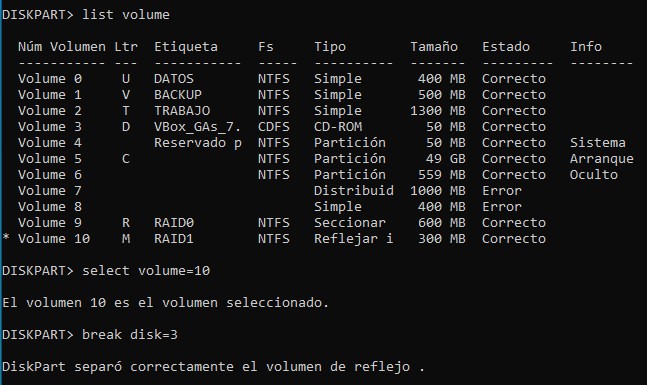 DISKPART> list volume
Núm Volumen Ltr Etiqueta Fs Tipo Tamaño Estado Info
----------- --- ----------- ----- ---------- ------- --------- --------
Volume 0 U DATOS NTFS Simple 400 MB Correcto
Volume 1 V BACKUP NTFS Simple 500 MB Correcto
Volume 2 T TRABAJO NTFS Simple 1300 MB Correcto
Volume 3 D VBox_GAs_7. CDFS CD-ROM 50 MB Correcto
Volume 4 Reservado p NTFS Partición 50 MB Correcto Sistema
Volume 5 C NTFS Partición 49 GB Correcto Arranque
Volume 6 NTFS Partición 559 MB Correcto Oculto
Volume 7 Distribuid 1000 MB Error
Volume 8 Simple 400 MB Error
Volume 9 R RAID0 NTFS Seccionar 600 MB Correcto
* Volume 10 M RAID1 NTFS Reflejar i 300 MB Correcto
DISKPART> select volume=10
El volumen 10 es el volumen seleccionado.
DISKPART> break disk=3
DiskPart separó correctamente el volumen de reflejo .